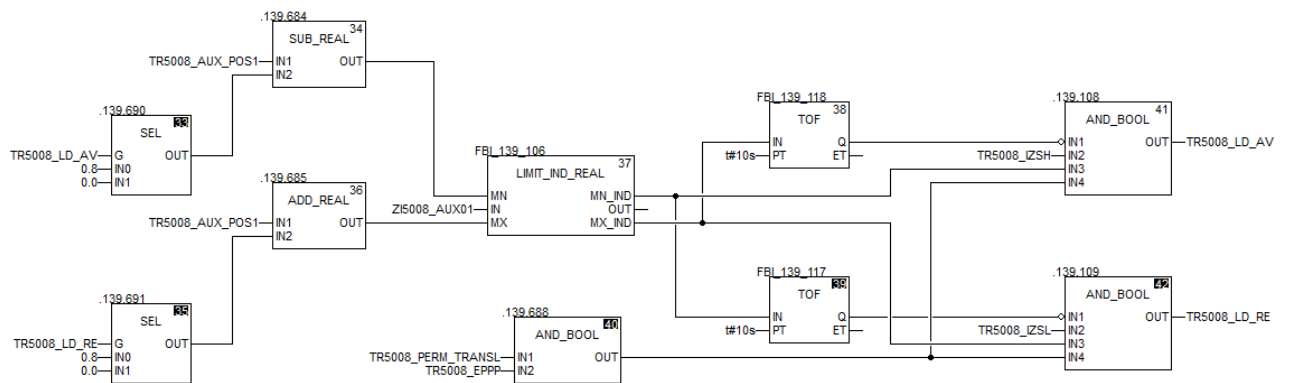 .139.684
34
SUB_REAL
TR5008_AUX_POS1 IN1 OUT
IN2
.139.690
33
SEL
TR5008_LD_AV G OUT
0.8 IN0
0.0 IN1
.139.685
36
ADD_REAL
TR5008_AUX_POS1 IN1 OUT
IN2
.139.691
35
SEL
TR5008_LD_RE G OUT
0.8 IN0
0.0 IN1
FBI_139_106
37
LIMIT_IND_REAL
MN MN_IND
ZI5008_AUX01 IN OUT
MX MX_IND
.139.688
40
AND_BOOL
TR5008_PERM_TRANSL IN1 OUT
TR5008_EPPP IN2
FBI_139_118
38
TOF
IN Q
t#10s PT ET
FBI_139_117
39
TOF
IN Q
t#10s PT ET
.139.108
41
AND_BOOL
IN1 OUT TR5008_LD_AV
TR5008_IZSH IN2
IN3
IN4
.139.109
42
AND_BOOL
IN1 OUT TR5008_LD_RE
TR5008_IZSL IN2
IN3
IN4